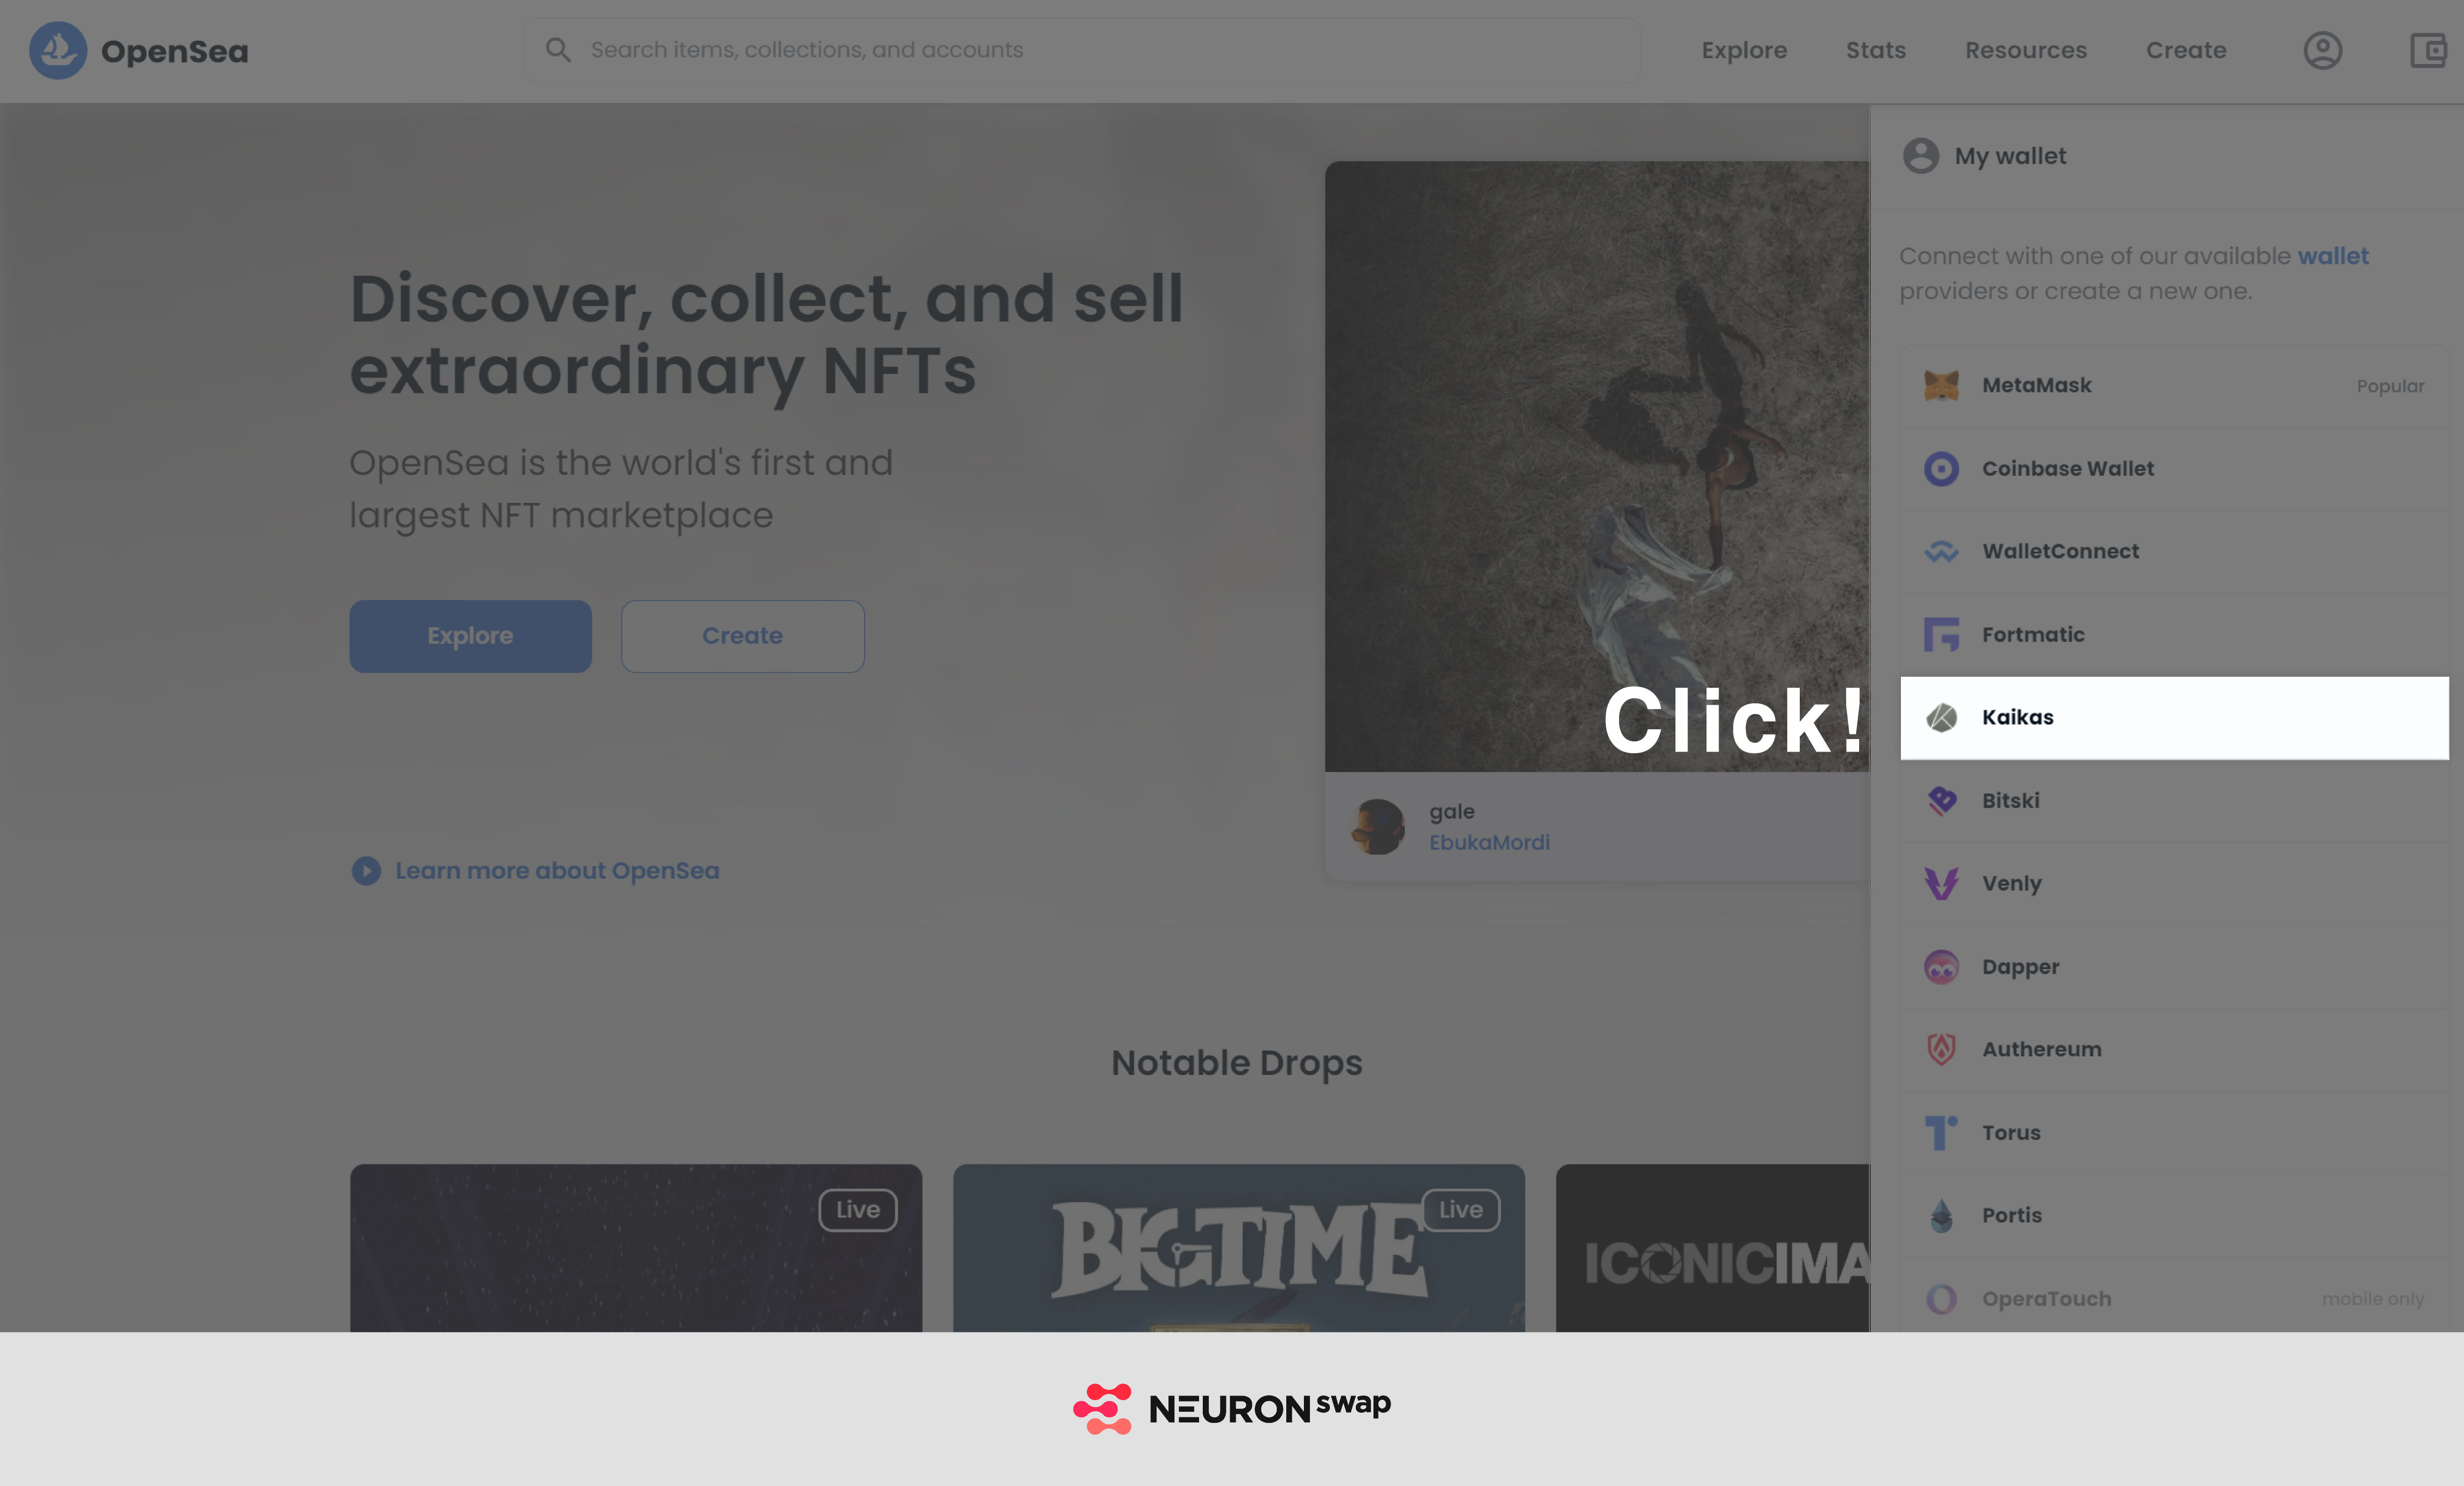 OpenSea
Search items, collections, and accounts
Explore
Stats
Resources
Create
My wallet
Connect with one of our available wallet
providers or create a new one.
Discover, collect, and sell
extraordinary NFTs
OpenSea is the world's first and
largest NFT marketplace
Explore
Create
Learn more about OpenSea
Click!
gale
EbukaMordi
MetaMask
Popular
Coinbase Wallet
WalletConnect
Fortmatic
Kaikas
Bitski
Venly
Dapper
Authereum
Torus
Portis
OperaTouch
mobile only
Notable Drops
Live
BIG TIME
Live
ICONICIMA
NEURON swap